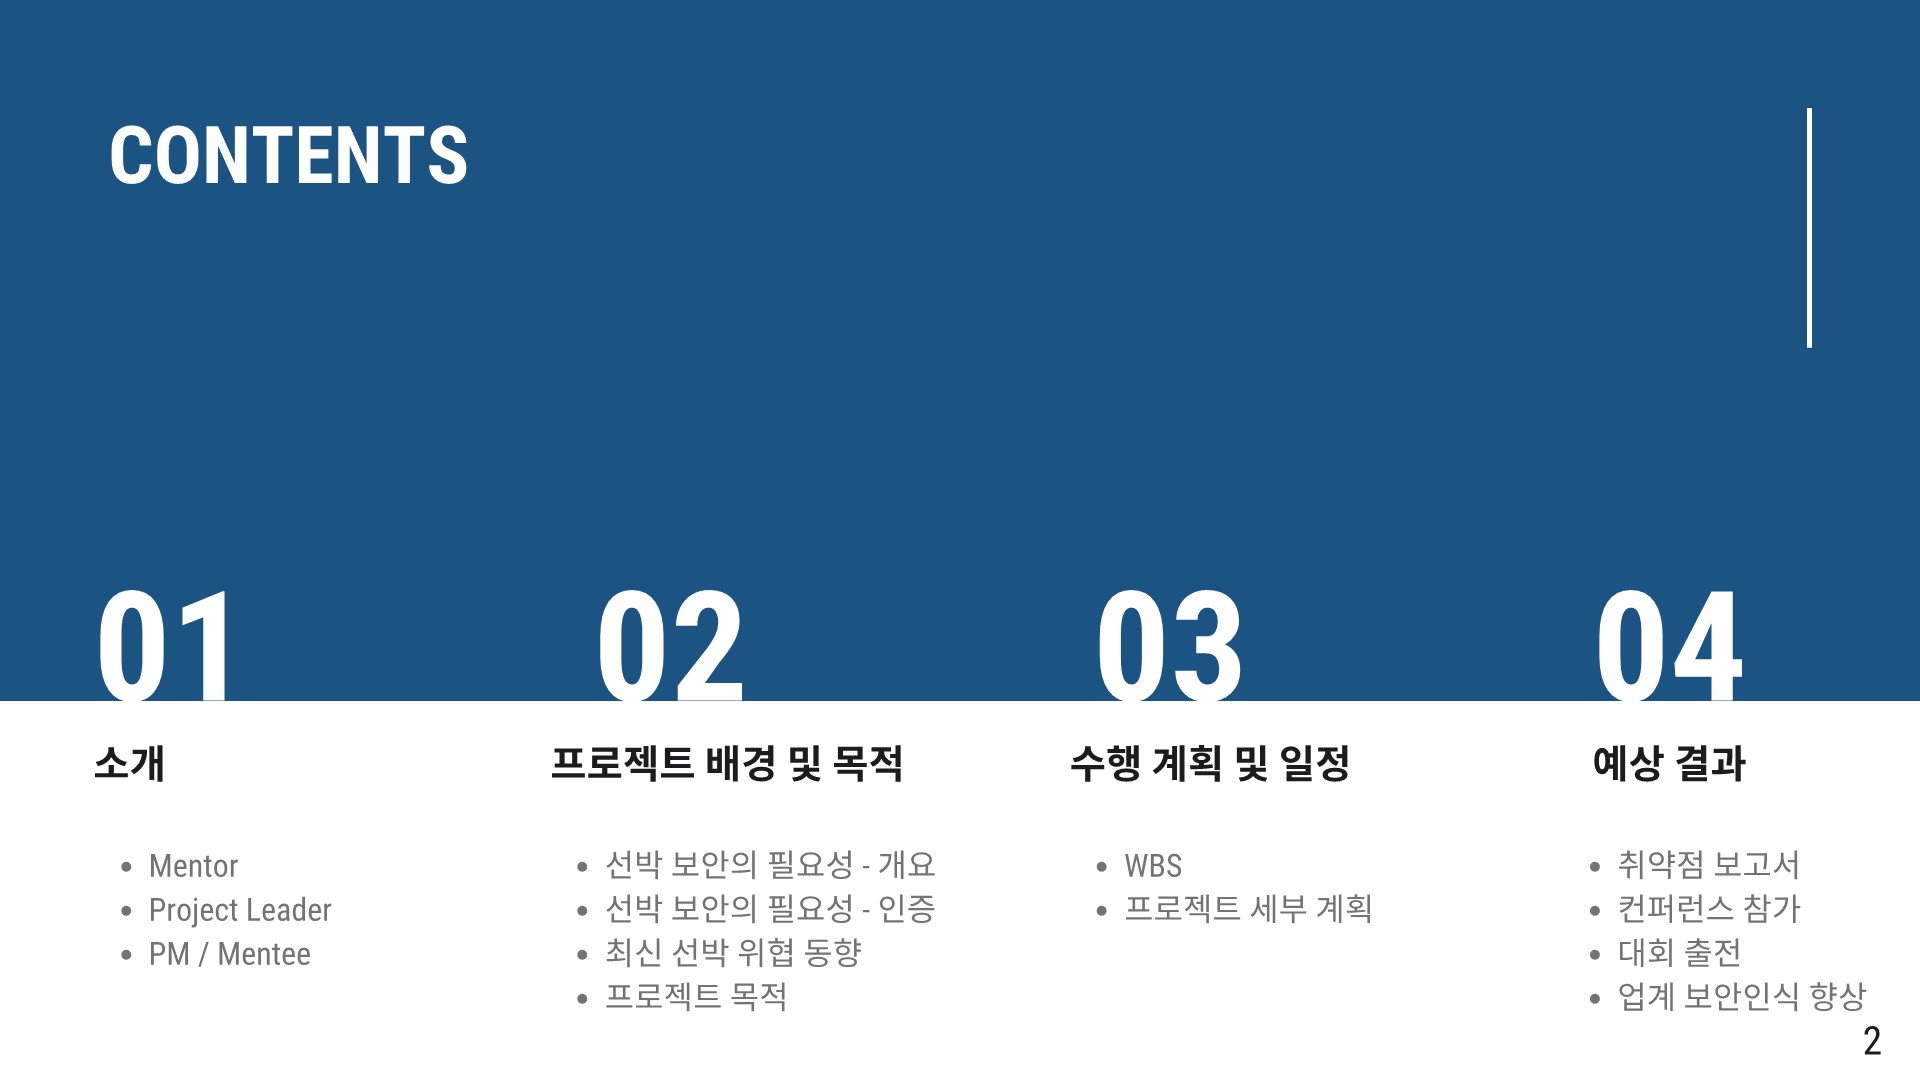 CONTENTS
01
소개
Mentor
Project Leader
PM / Mentee
02
프로젝트 배경 및 목적
선박 보안의 필요성 - 개요
선박 보안의 필요성 - 인증
최신 선박 위협 동향
프로젝트 목적
03
수행 계획 및 일정
WBS
프로젝트 세부 계획
04
예상 결과
취약점 보고서
컨퍼런스 참가
대회 출전
업계 보안인식 향상
2